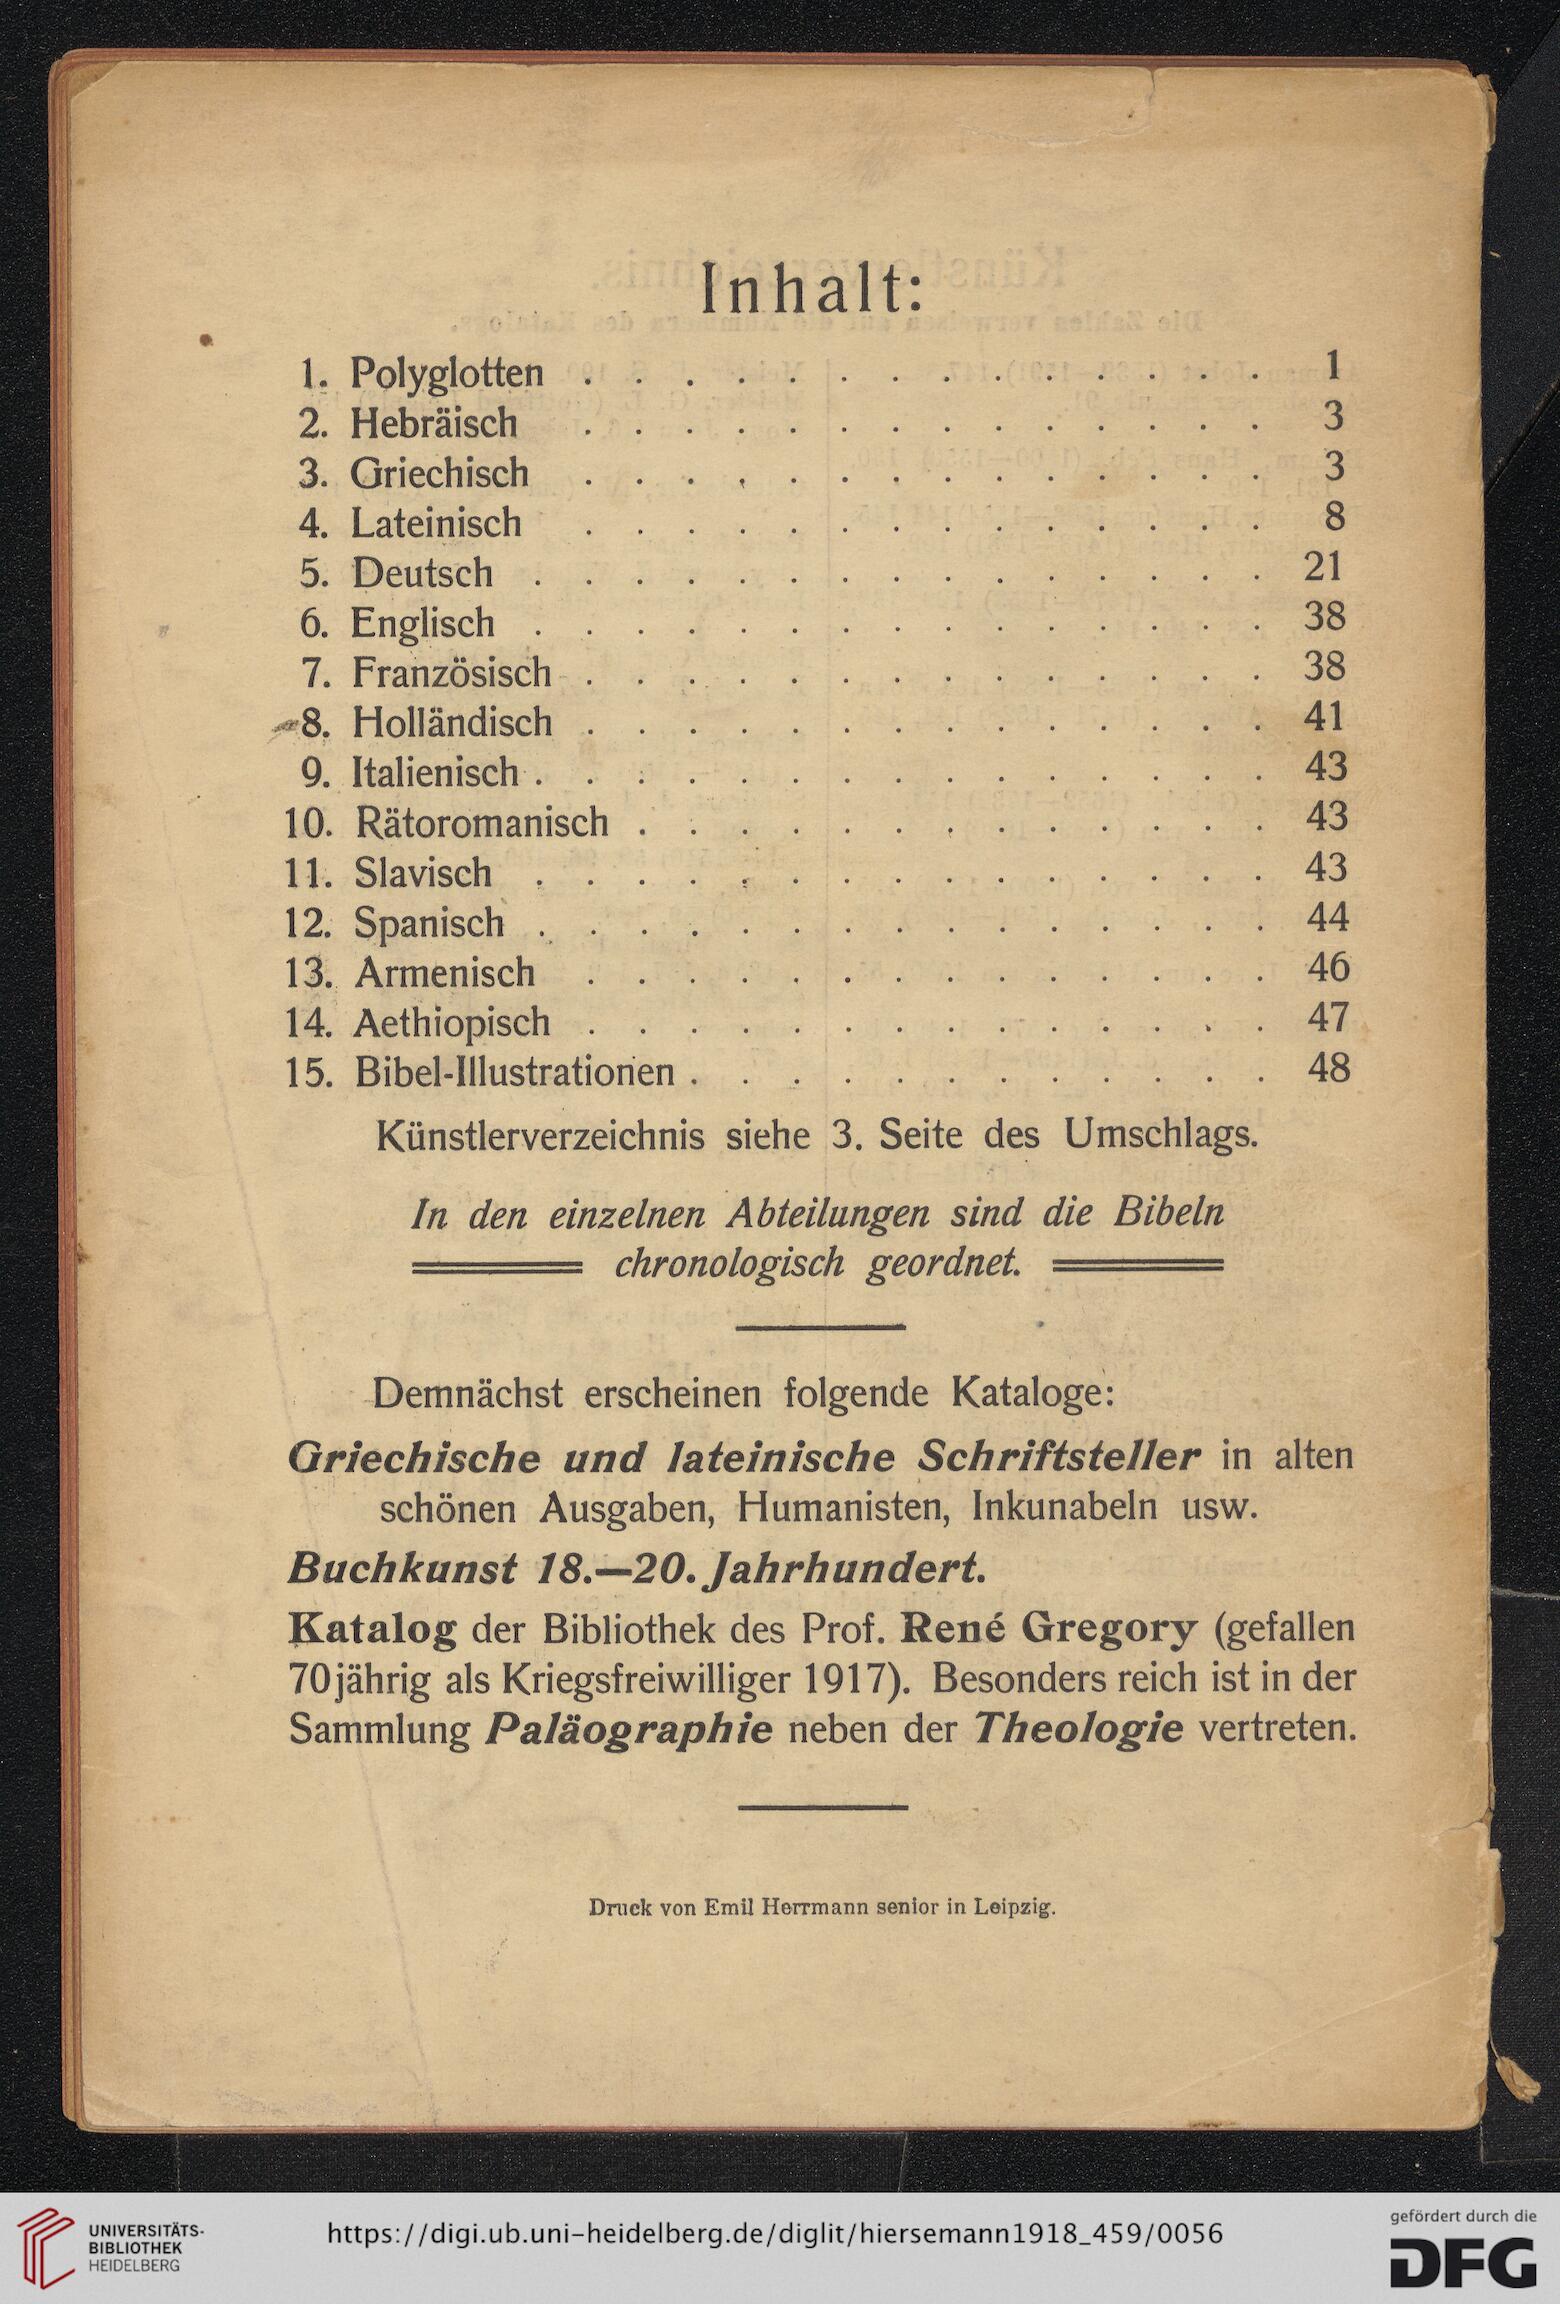 Inhalt:
1. Polyglotten . . . . . . . . . . . . . . 1
2. Hebräisch . . . . . . . . . . . . . . 3
3. Griechisch . . . . . . . . . . . . . . 3
4. Lateinisch . . . . . . . . . . . . . . 8
5. Deutsch . . . . . . . . . . . . . . . 21
6. Englisch . . . . . . . . . . . . . . . 38
7. Französisch . . . . . . . . . . . . . . 38
8. Holländisch . . . . . . . . . . . . . . 41
9. Italienisch . . . . . . . . . . . . . . . 43
10. Rätoromanisch . . . . . . . . . . . . . 43
11. Slavisch . . . . . . . . . . . . . . . 43
12. Spanisch . . . . . . . . . . . . . . . 44
13. Armenisch . . . . . . . . . . . . . . 46
14. Aethiopisch . . . . . . . . . . . . . . 47
15. Bibel-Illustrationen . . . . . . . . . . . . 48
Künstlerverzeichnis siehe 3. Seite des Umschlags.
In den einzelnen Abteilungen sind die Bibeln
chronologisch geordnet.
Demnächst erscheinen folgende Kataloge:
Griechische und lateinische Schriftsteller in alten
schönen Ausgaben, Humanisten, Inkunabeln usw.
Buchkunst 18.—20. Jahrhundert.
Katalog der Bibliothek des Prof. René Gregory (gefallen
70jährig als Kriegsfreiwilliger 1917). Besonders reich ist in der
Sammlung Paläographie neben der Theologie vertreten.
Druck von Emil Herrmann senior in Leipzig.
UNIVERSITÄTS-
BIBLIOTHEK
HEIDELBERG
https://digi.ub.uni-heidelberg.de/diglit/hiersemann1918_459/0056
gefördert durch die
DFG